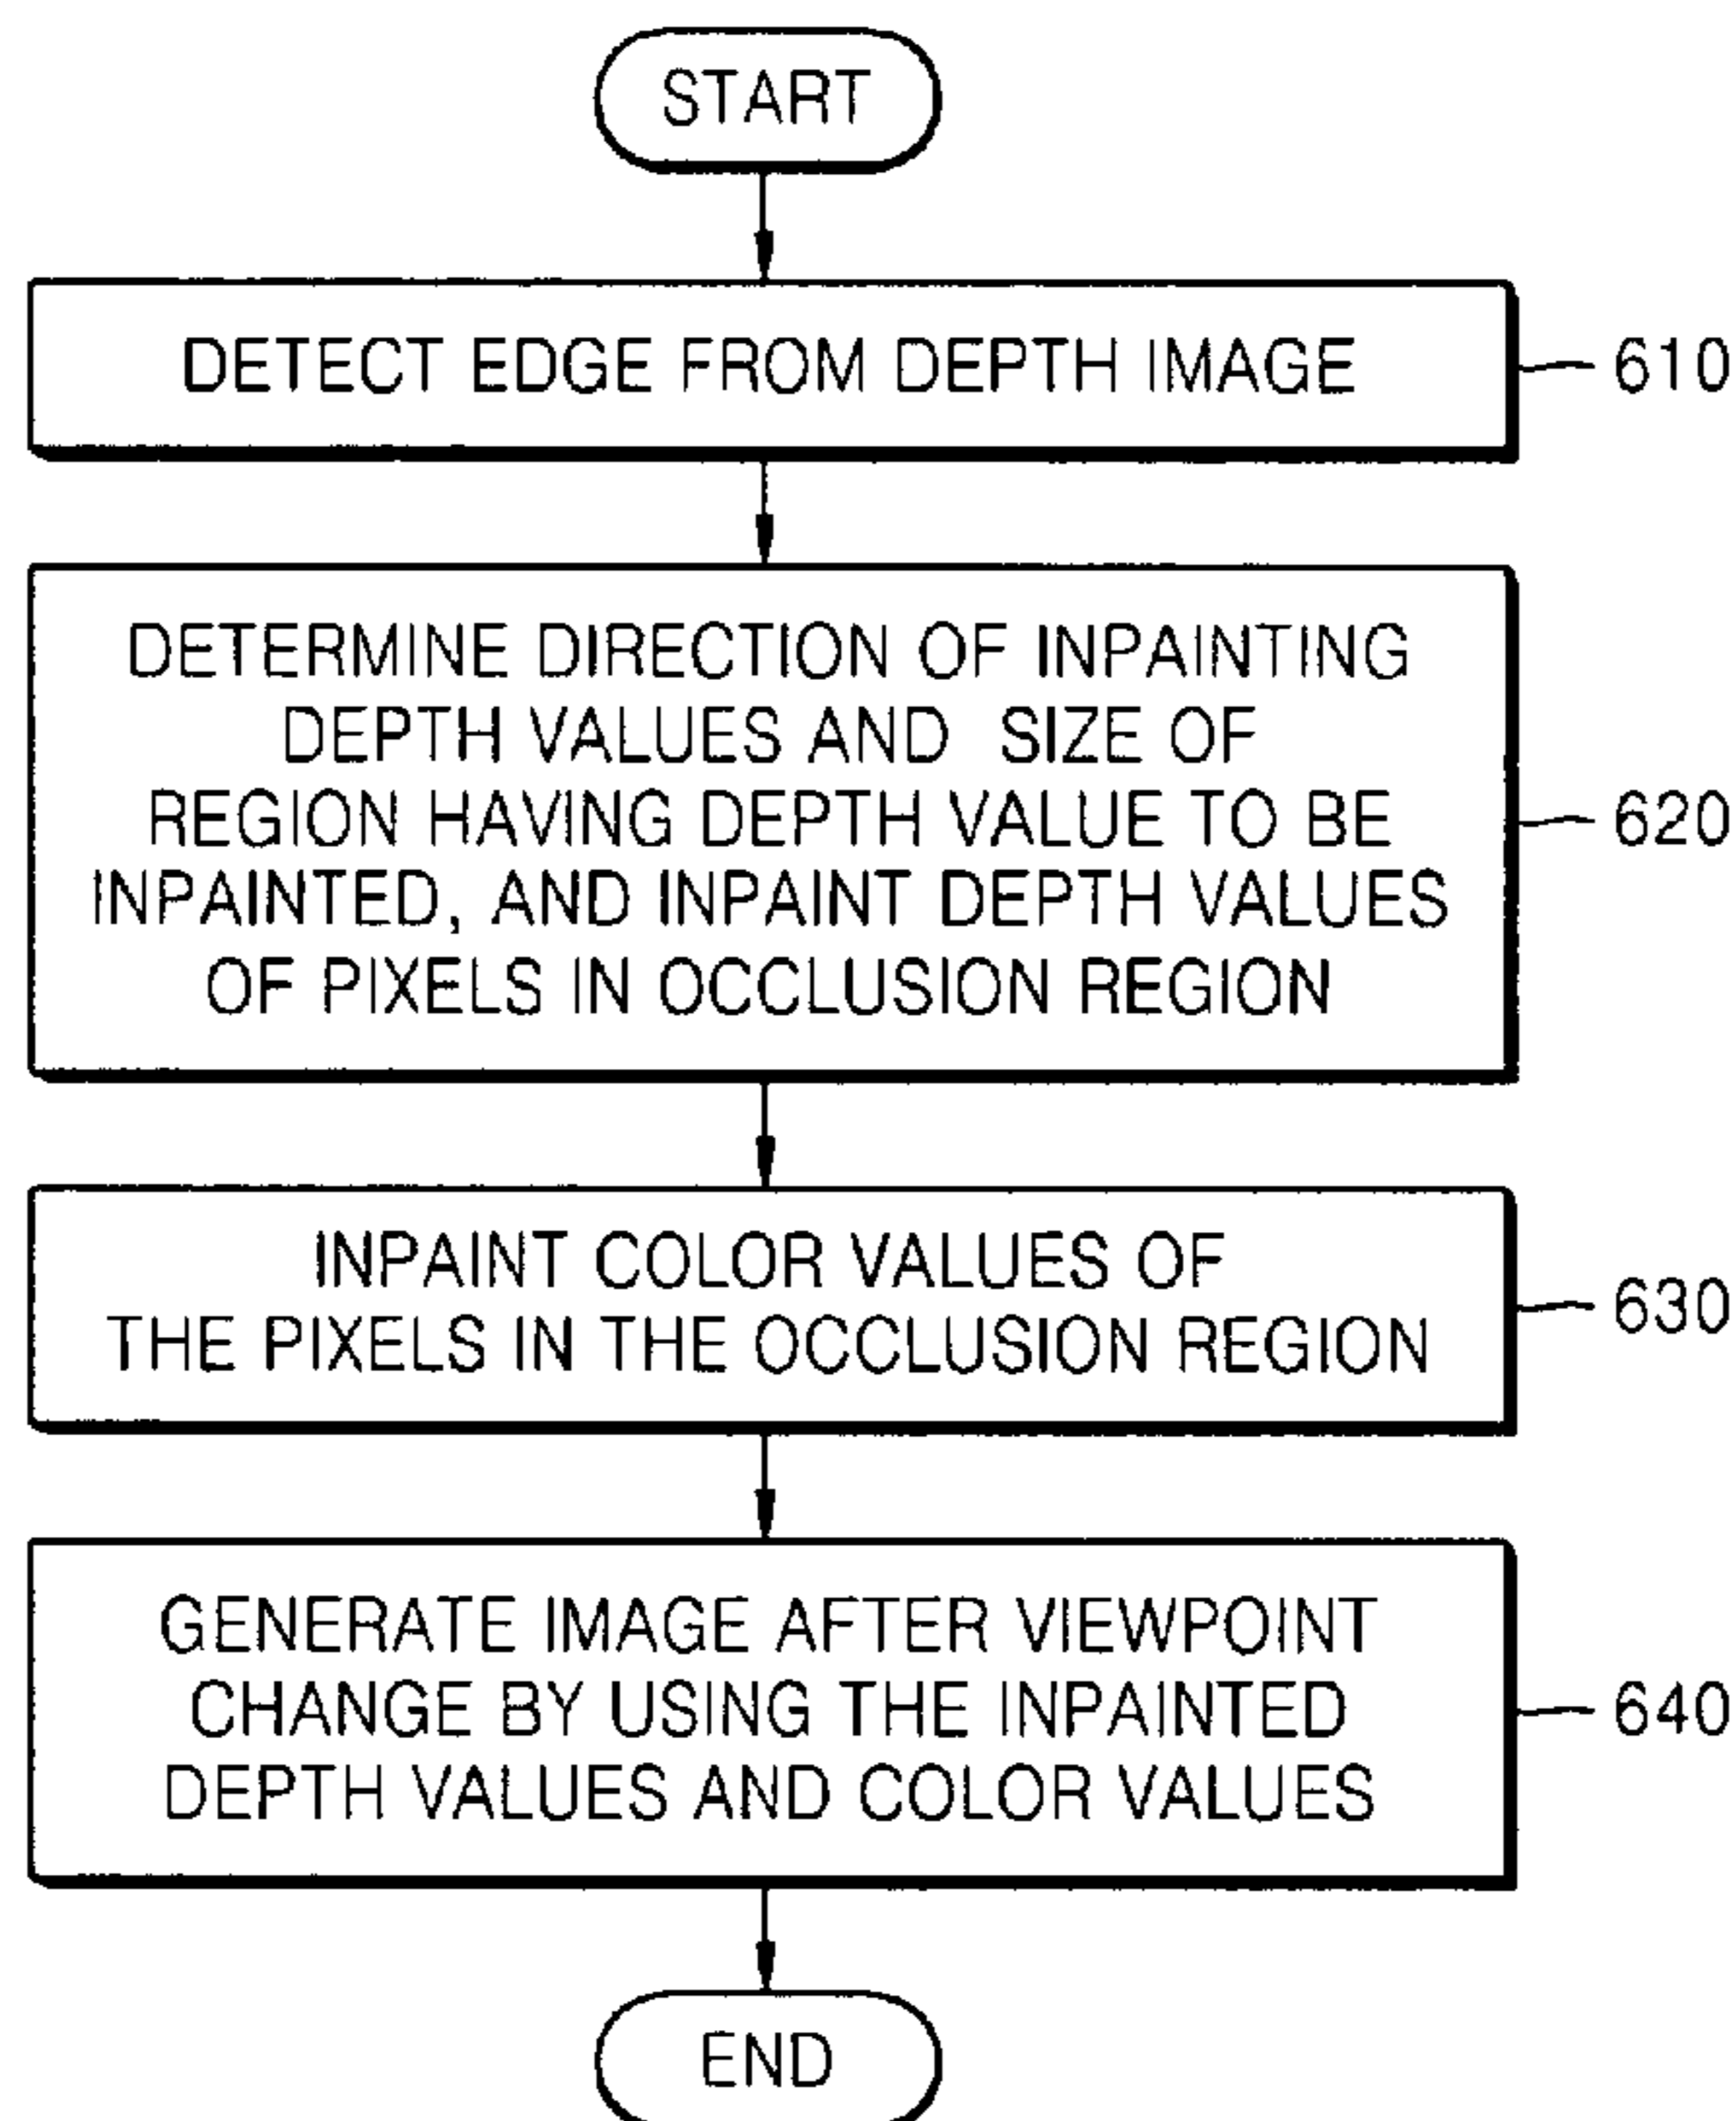 START
DETECT EDGE FROM DEPTH IMAGE
610
DETERMINE DIRECTION OF INPAINTING
DEPTH VALUES AND SIZE OF
REGION HAVING DEPTH VALUE TO BE
INPAINTED, AND INPAINT DEPTH VALUES
OF PIXELS IN OCCLUSION REGION
620
INPAINT COLOR VALUES OF
THE PIXELS IN THE OCCLUSION REGION
630
GENERATE IMAGE AFTER VIEWPOINT
CHANGE BY USING THE INPAINTED
DEPTH VALUES AND COLOR VALUES
640
END